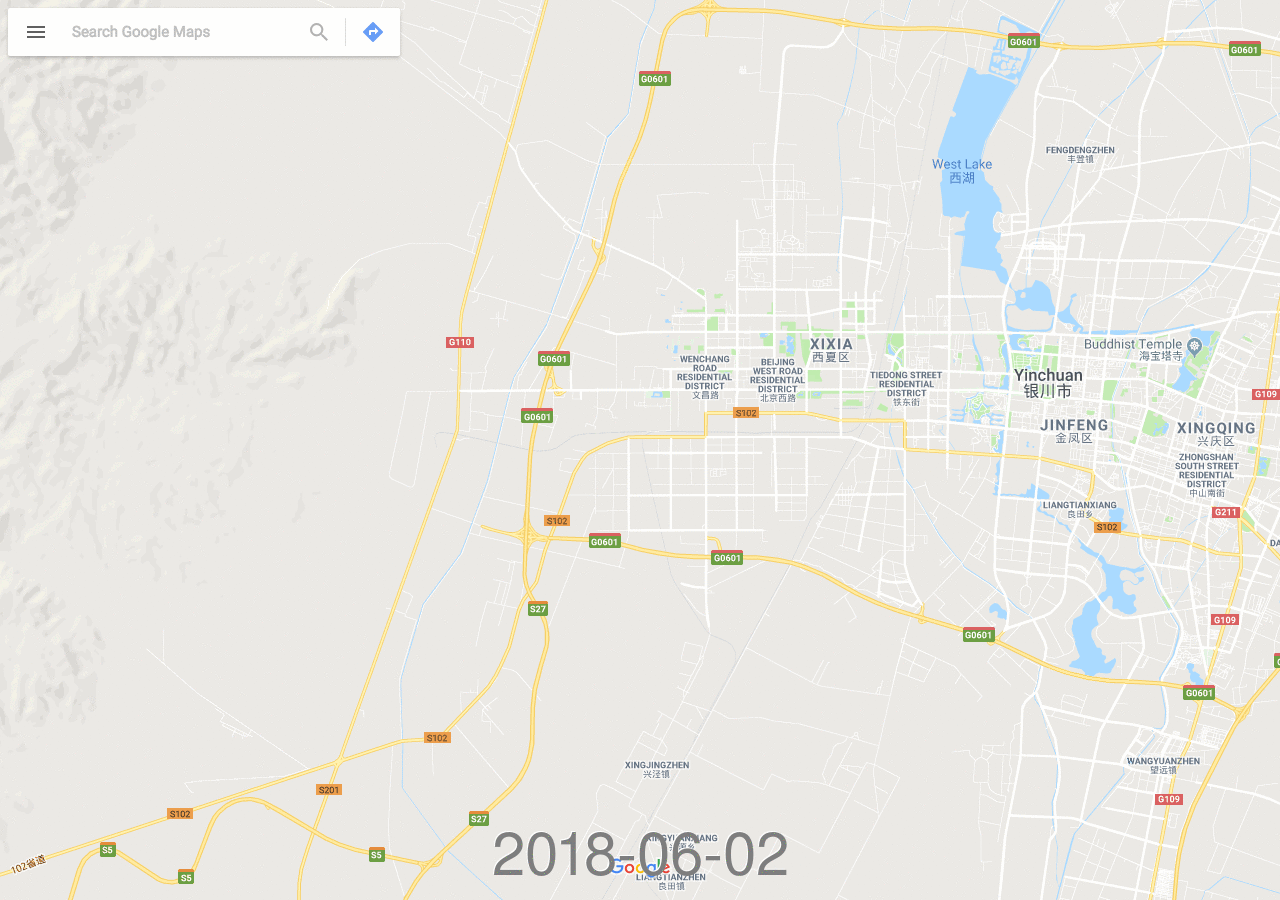 Search Google Maps
G0601
G0601
G0601
FENGDENGZHEN
丰登镇
West Lake
西湖
G110
G0601
XIXIA
西夏区
Buddhist Temple
海宝塔寺
WENCHANG
ROAD
RESIDENTIAL
DISTRICT
文昌路
BEIJING
WEST ROAD
RESIDENTIAL
DISTRICT
北京西路
TIEDONG STREET
RESIDENTIAL
DISTRICT
铁东街
Yinchuan
银川市
G109
G0601
S102
JINFENG
金凤区
XINGQING
兴庆区
ZHONGSHAN
SOUTH STREET
RESIDENTIAL
DISTRICT
中山南街
LIANGTIANXIANG
良田乡
G211
S102
S102
G0601
DA
G0601
S27
G109
G0601
G0601
S102
XINGJINGZHEN
兴泾镇
WANGYUANZHEN
望远镇
S201
G109
S102
S27
102省道
S5
S5
S5
2018-06-02
Google
LIANGTIANZHEN
良田镇